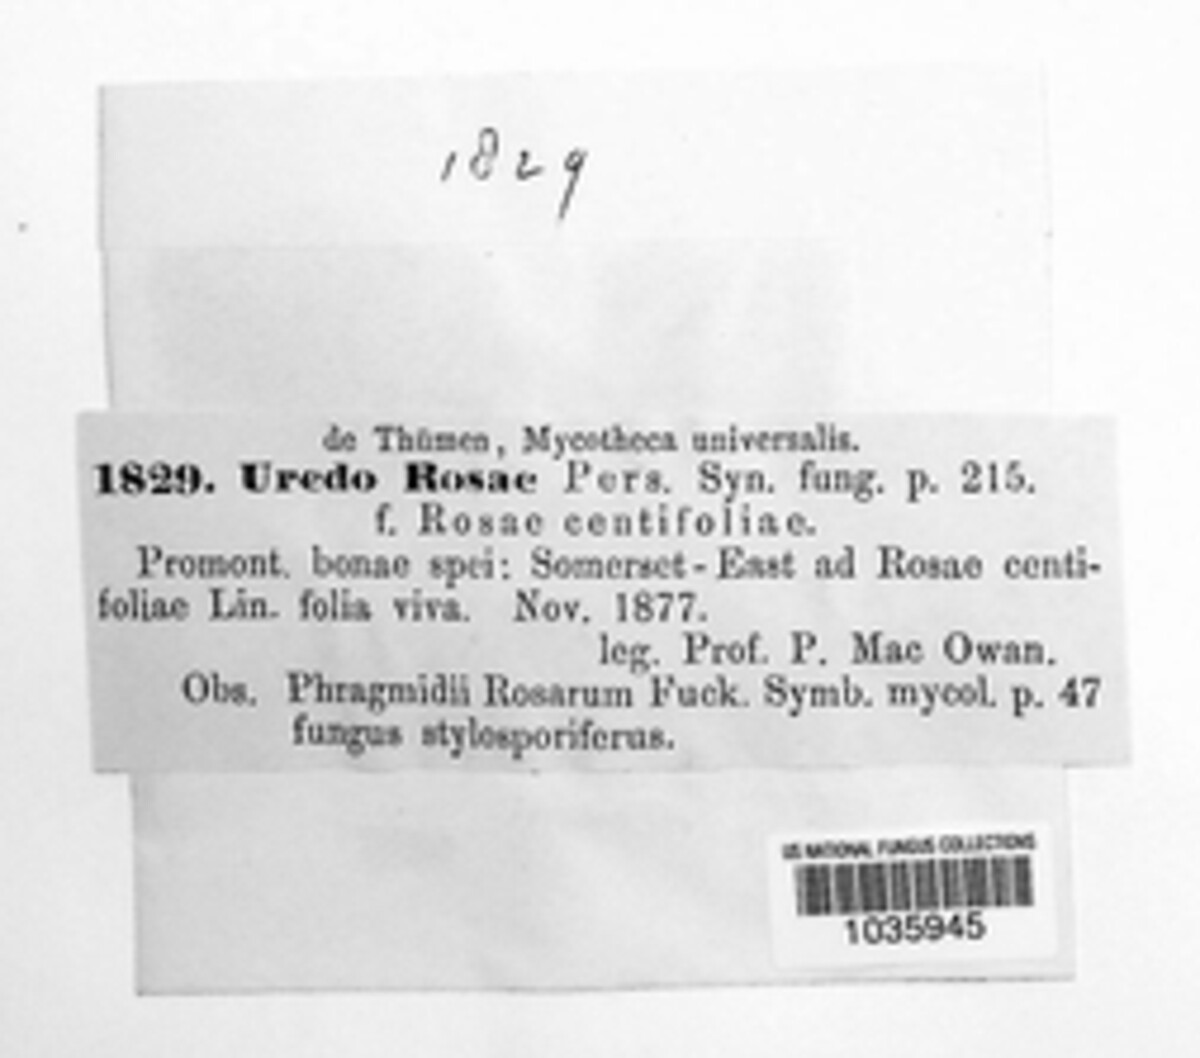 1829
de Thümen, Mycotheca universalis.
1829. Uredo Rosae Pers. Syn. fung. p. 215.
f. Rosae centifoliae.
Promont. bonae spei: Somerset-East ad Rosae centi-
foliae Lin. folia viva. Nov. 1877.
leg. Prof. P. Mac Owan.
Obs. Phragmidii Rosarum Fuck. Symb. mycol. p. 47
fungus stylosporiferus.
US NATIONAL FUNGUS COLLECTIONS
1035945